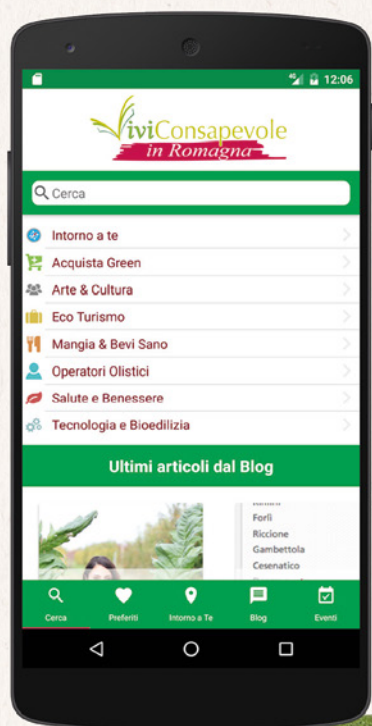 12:06
ViviConsapevole
in Romagna
Cerca
Intorno a te
Acquista Green
Arte & Cultura
Eco Turismo
Mangia & Bevi Sano
Operatori Olistici
Salute e Benessere
Tecnologia e Bioedilizia
Ultimi articoli dal Blog
Forlì
Riccione
Gambettola
Cesenatico
Cerca
Preferiti
Intorno a Te
Blog
Eventi